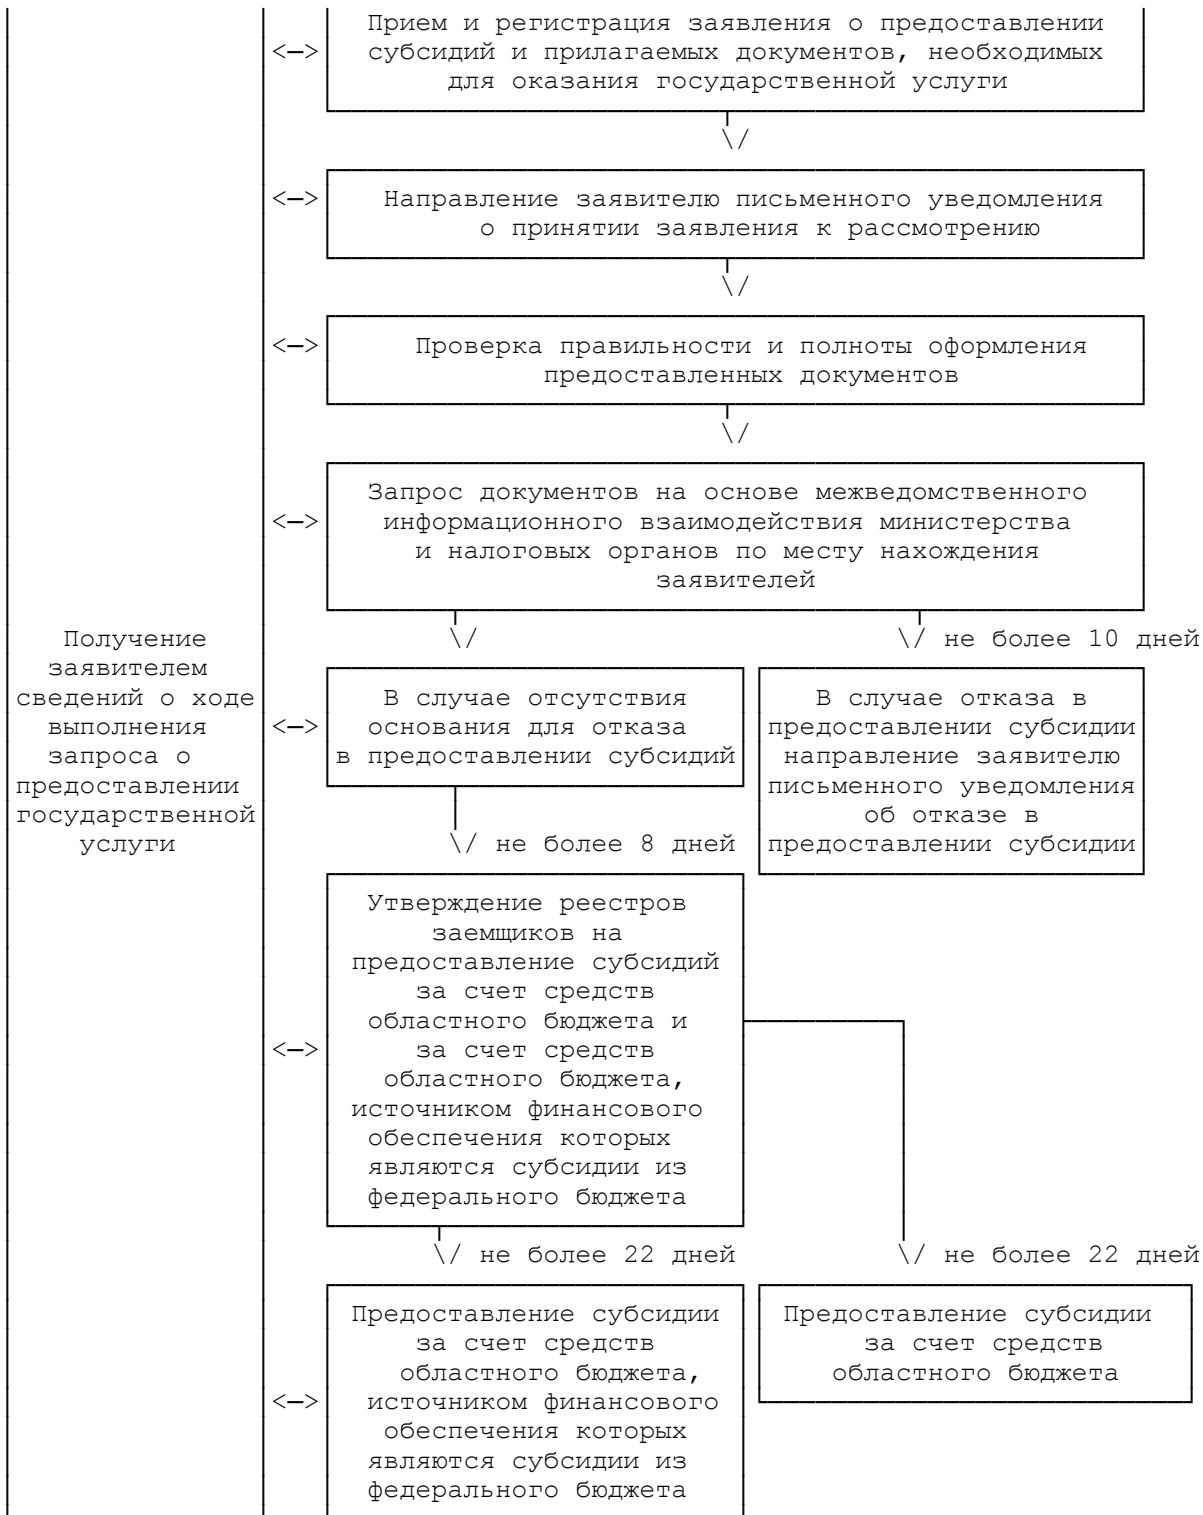 Прием и регистрация заявления о предоставлении
<—> субсидий и прилагаемых документов, необходимых
для оказания государственной услуги
\/
<—> Направление заявителю письменного уведомления
о принятии заявления к рассмотрению
\/
<—> Проверка правильности и полноты оформления
предоставленных документов
\/
Запрос документов на основе межведомственного
<—> информационного взаимодействия министерства
и налоговых органов по месту нахождения
заявителей
\/
\/ не более 10 дней
Получение
заявителем
сведений о ходе
выполнения
запроса о
предоставлении
государственной
услуги
В случае отсутствия
<—> основания для отказа
в предоставлении субсидий
В случае отказа в
предоставлении субсидии
направление заявителю
письменного уведомления
об отказе в
предоставлении субсидии
\/ не более 8 дней
Утверждение реестров
заемщиков на
предоставление субсидий
за счет средств
областного бюджета и
<—> за счет средств
областного бюджета,
источником финансового
обеспечения которых
являются субсидии из
федерального бюджета
\/ не более 22 дней
\/ не более 22 дней
Предоставление субсидии
за счет средств
областного бюджета,
<—> источником финансового
обеспечения которых
являются субсидии из
федерального бюджета
Предоставление субсидии
за счет средств
областного бюджета